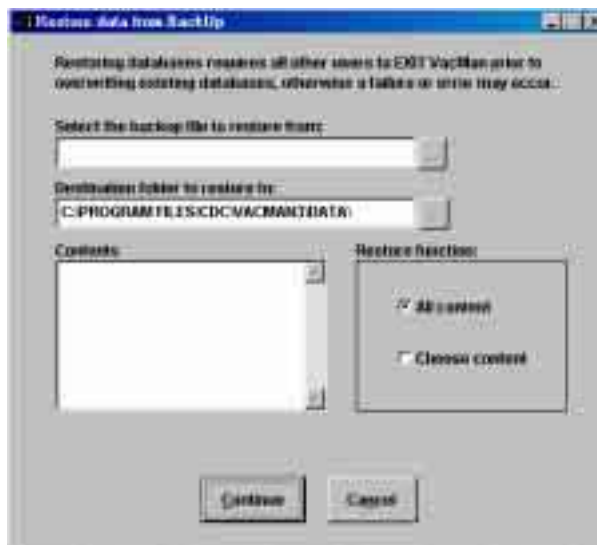 Restore data from BackUp
Restoring databases requires all other users to EXIT VacMan prior to
overwriting existing databases, otherwise a failure or error may occur.
Select the backup file to restore from:
...
Destination folder to restore to:
C:\PROGRAM FILES\CDC\VACMAN\DATA\
Contents
Restore function:
All content
Choose content
Continue
Cancel